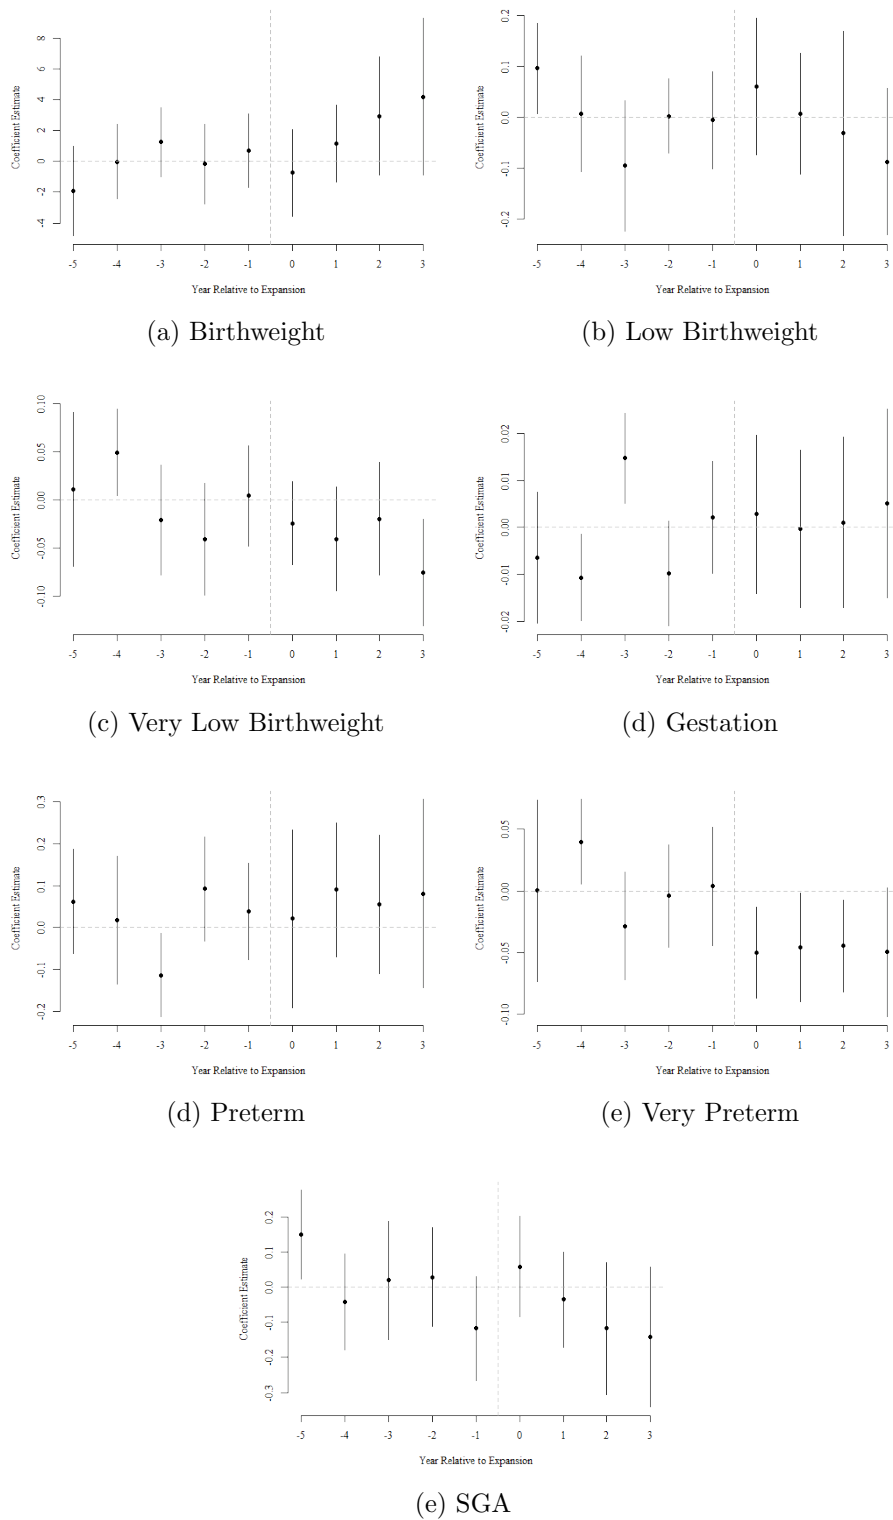 8
6
4
2
0
-2
-4
Coefficient Estimate
-5 -4 -3 -2 -1 0 1 2 3
Year Relative to Expansion
(a) Birthweight
0.2
0.1
0.0
-0.1
-0.2
Coefficient Estimate
-5 -4 -3 -2 -1 0 1 2 3
Year Relative to Expansion
(b) Low Birthweight
0.10
0.05
0.00
-0.05
-0.10
Coefficient Estimate
-5 -4 -3 -2 -1 0 1 2 3
Year Relative to Expansion
(c) Very Low Birthweight
0.02
0.01
0.00
-0.01
-0.02
Coefficient Estimate
-5 -4 -3 -2 -1 0 1 2 3
Year Relative to Expansion
(d) Gestation
0.3
0.2
0.1
0.0
-0.1
-0.2
Coefficient Estimate
-5 -4 -3 -2 -1 0 1 2 3
Year Relative to Expansion
(d) Preterm
0.05
0.00
-0.05
-0.10
Coefficient Estimate
-5 -4 -3 -2 -1 0 1 2 3
Year Relative to Expansion
(e) Very Preterm
0.2
0.1
0.0
-0.1
-0.2
-0.3
Coefficient Estimate
-5 -4 -3 -2 -1 0 1 2 3
Year Relative to Expansion
(e) SGA